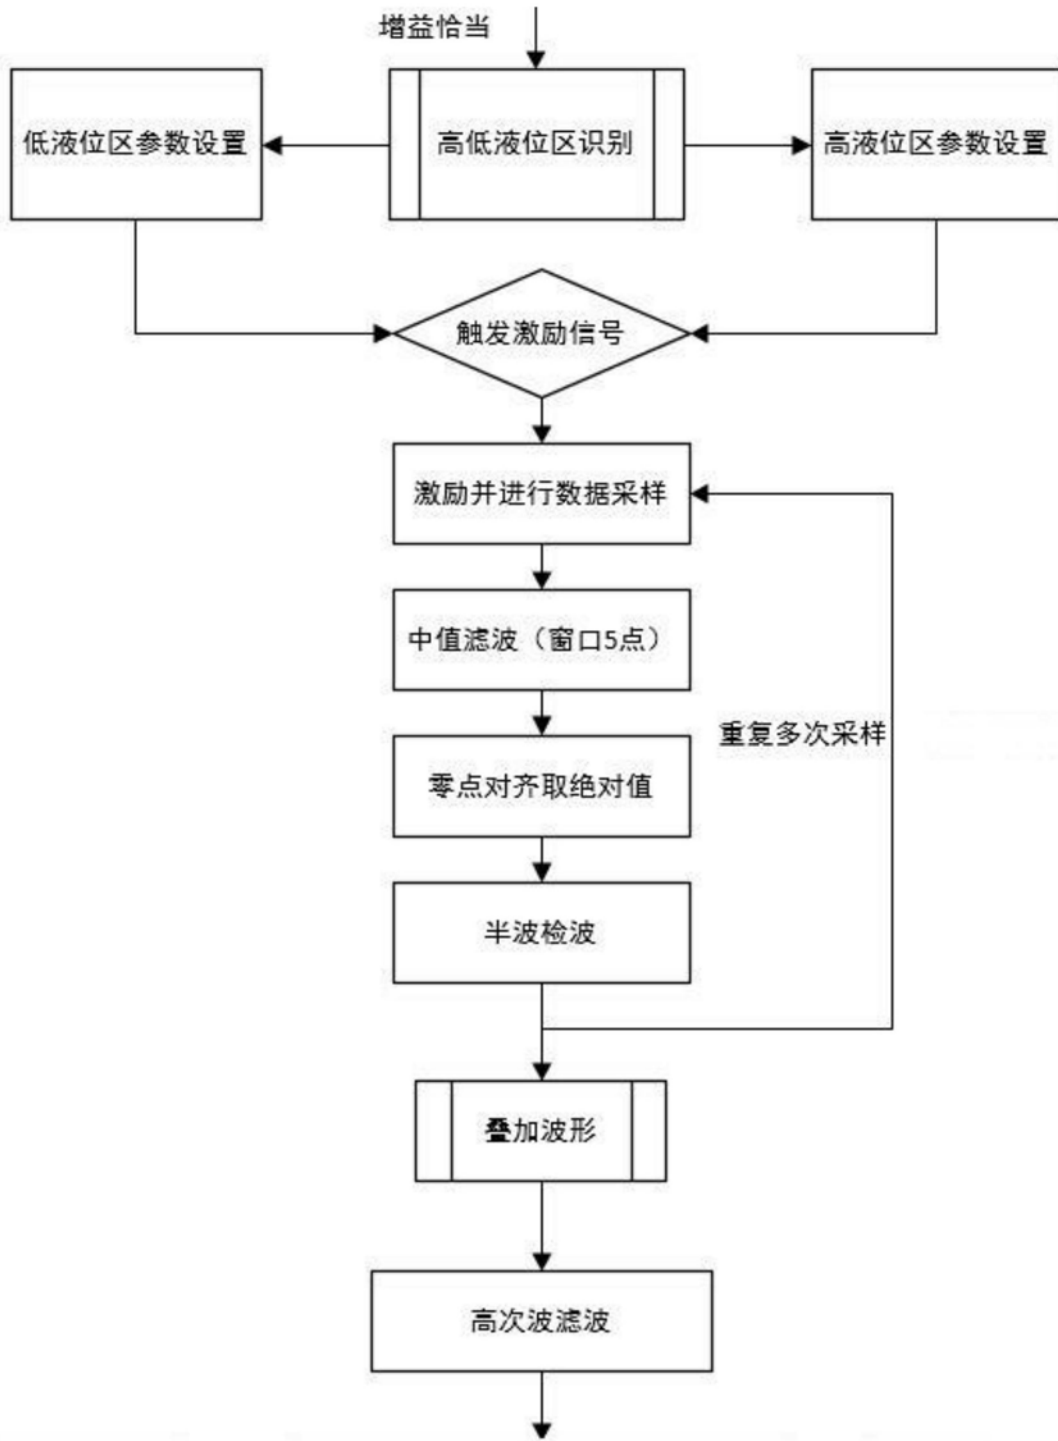 增益恰当
低液位区参数设置
高低液位区识别
高液位区参数设置
触发激励信号
激励并进行数据采样
中值滤波（窗口5点）
重复多次采样
零点对齐取绝对值
半波检波
叠加波形
高次波滤波